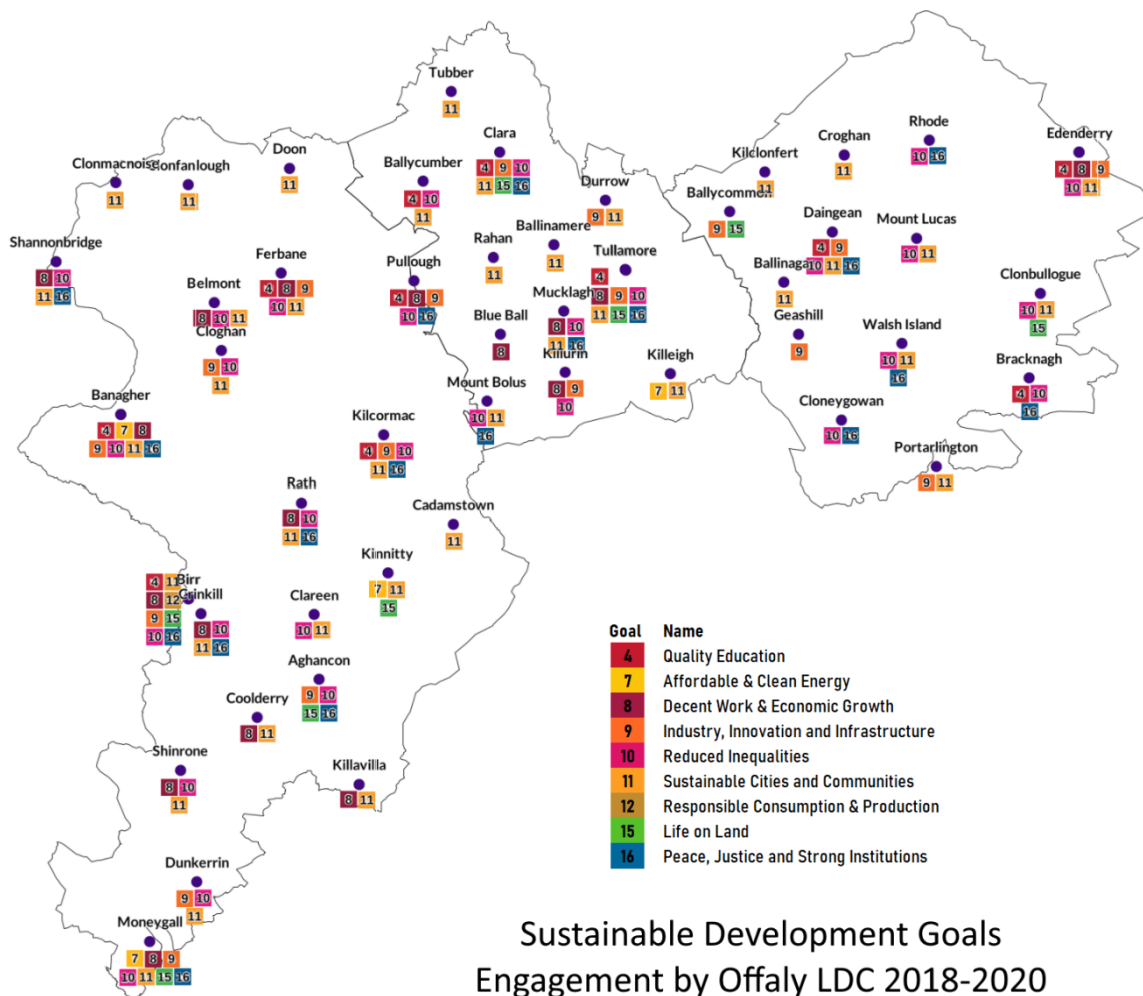 Tubber
11
Clara
4 9 10
11 15 16
Doon
11
Clonmacnoise
11
Clonfanlough
11
Ballycumber
4 10
11
Durrow
9 11
Ballinamere
11
Rahan
11
Tullamore
4
8 9 10
11 15 16
Shannonbridge
8 10
11 16
Ferbane
4 8 9
10 11
Belmont
8 10 11
Cloghan
9 10
11
Pullough
4 8 9
10 16
Mucklagh
8 10
11 16
Blue Ball
8
Killurin
8 9
10
Killeigh
7 11
Mount Bolus
10 11
16
Banagher
4 7 8
9 10 11 16
Kilcormac
4 9 10
11 16
Rath
8 10
11 16
Cadamstown
11
Kinnitty
7 11
15
Birr
4 11
8 12
9 15
10 16
Crinkill
8 10
11 16
Clareen
10 11
Aghancon
9 10
15 16
Coolderry
8 11
Shinrone
8 10
11
Killavilla
8 11
Dunkerrin
9 10
11
Moneygall
7 8 9
10 11 15 16
Rhode
10 16
Croghan
11
Kilclonfert
11
Edenderry
4 8 9
10 11
Ballycommon
9 15
Daingean
4 9
10 11 16
Mount Lucas
10 11
Ballinagar
11
Geashill
9
Clonbullogue
10 11
15
Walsh Island
10 11
16
Bracknagh
4 10
16
Cloneygowan
10 16
Portarlington
9 11
Goal Name
4 Quality Education
7 Affordable & Clean Energy
8 Decent Work & Economic Growth
9 Industry, Innovation and Infrastructure
10 Reduced Inequalities
11 Sustainable Cities and Communities
12 Responsible Consumption & Production
15 Life on Land
16 Peace, Justice and Strong Institutions
Sustainable Development Goals
Engagement by Offaly LDC 2018-2020